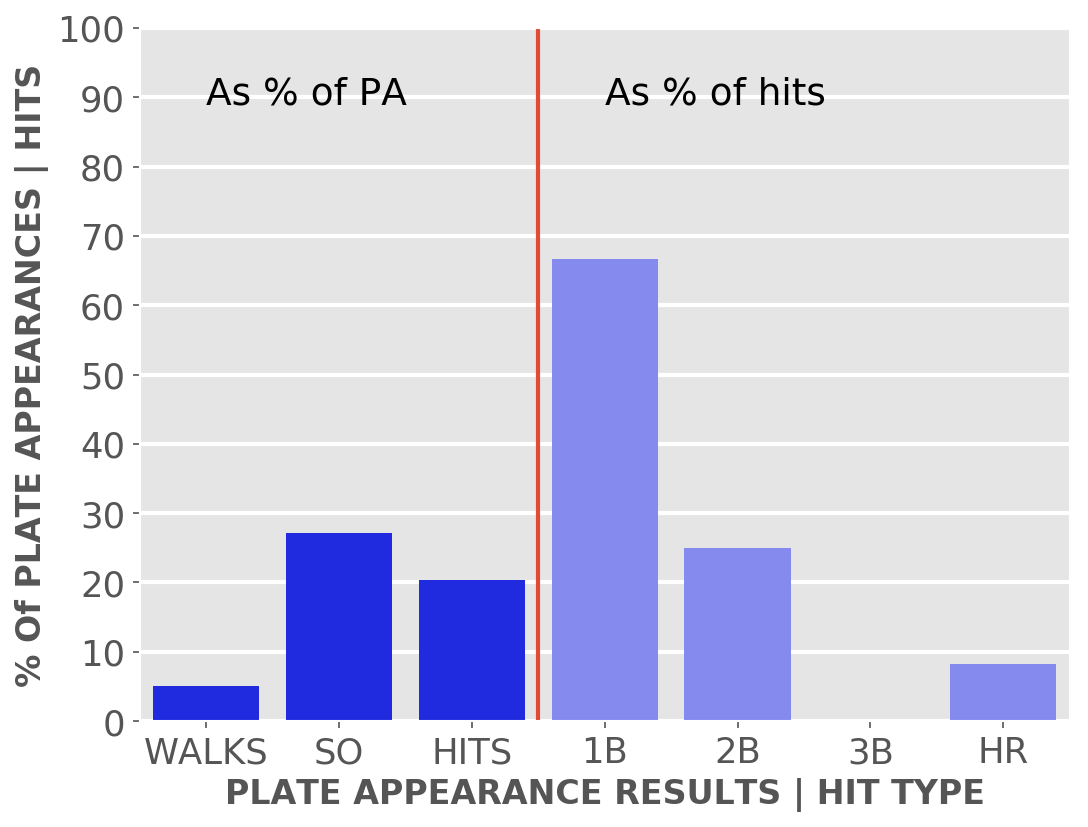 100
90
80
70
60
50
40
30
20
10
0
% Of PLATE APPEARANCES | HITS
As % of PA
As % of hits
WALKS SO HITS 1B 2B 3B HR
PLATE APPEARANCE RESULTS | HIT TYPE